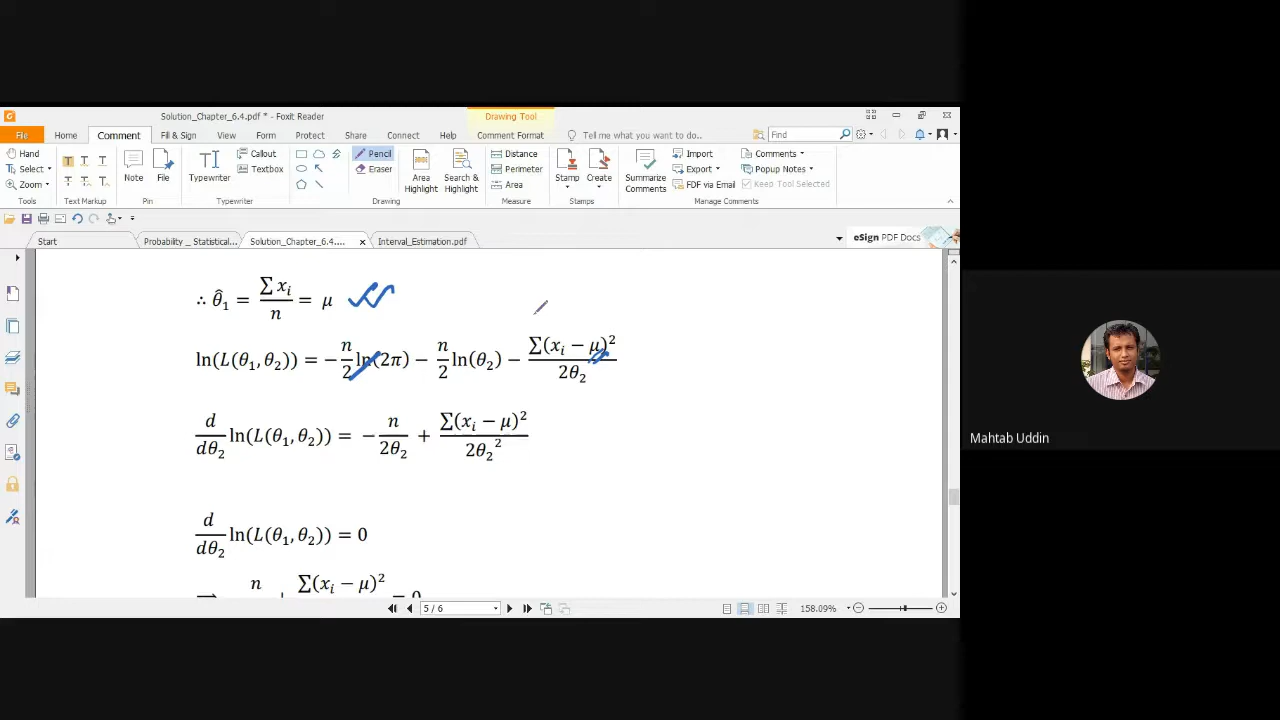 Solution_Chapter_6.4.pdf * - Foxit Reader
Drawing Tool
File Home Comment Fill & Sign View Form Protect Share Connect Help Comment Format Tell me what you want to do.. Find
Hand Select Zoom Tools
T T T T T T Text Markup
Note File Pin
Typewriter Callout Textbox Typewriter
Pencil Eraser Drawing
Area Highlight Search & Highlight
Distance Perimeter Area Measure
Stamp Create Stamps
Summarize Comments Import Export FDF via Email Comments Popup Notes Keep Tool Selected Manage Comments
Start Probability _ Statistical... Solution_Chapter_6.4.... Interval_Estimation.pdf eSign PDF Docs
∴ θ̂₁ = ∑ xᵢ / n = μ
ln(L(θ₁, θ₂)) = − n/2 ln(2π) − n/2 ln(θ₂) − ∑(xᵢ − μ)² / 2θ₂
d/dθ₂ ln(L(θ₁, θ₂)) = − n/2θ₂ + ∑(xᵢ − μ)² / 2θ₂²
d/dθ₂ ln(L(θ₁, θ₂)) = 0
n + ∑(xᵢ − μ)² = 0
5 / 6
158.09%
Mahtab Uddin